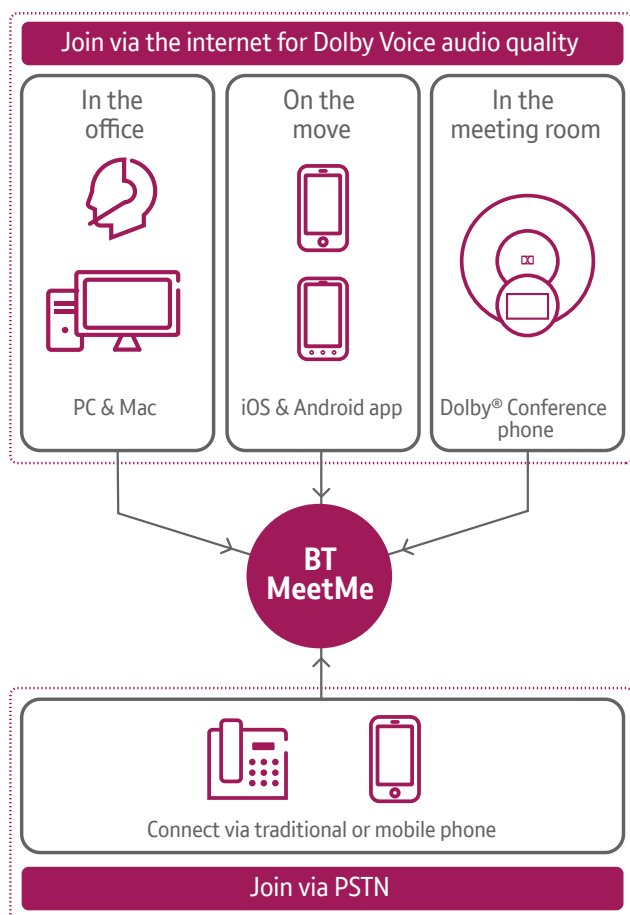 Join via the internet for Dolby Voice audio quality
In the
office
PC & Mac
On the
move
iOS & Android app
In the
meeting room
Dolby® Conference
phone
BT
MeetMe
Connect via traditional or mobile phone
Join via PSTN